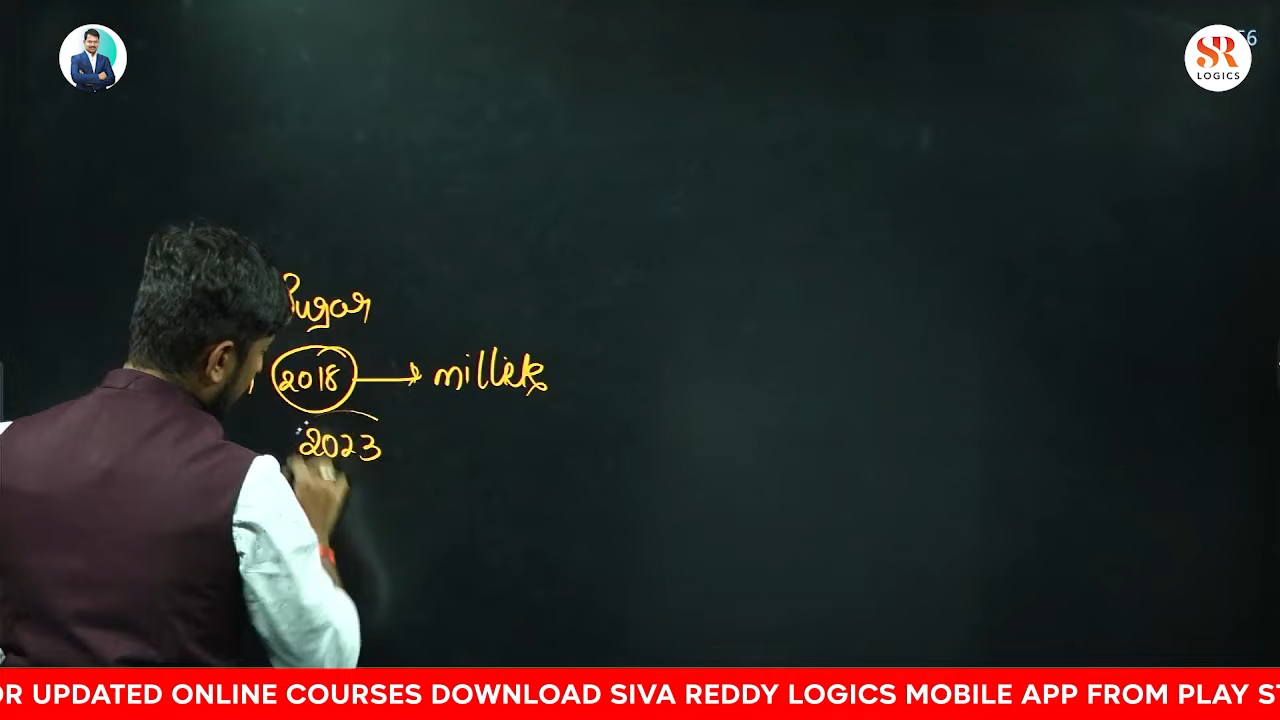 SR
LOGICS
Sugar
2018 → millets
2023
OR UPDATED ONLINE COURSES DOWNLOAD SIVA REDDY LOGICS MOBILE APP FROM PLAY ST